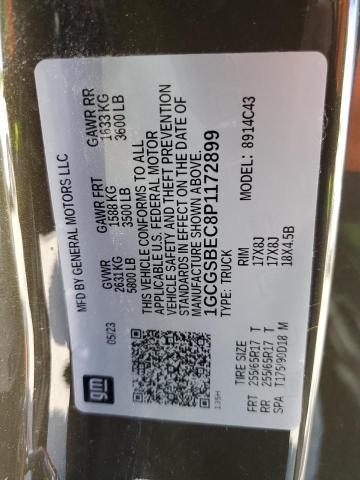 MFD BY GENERAL MOTORS LLC
05/23
GVWR
2631 KG
5800 LB
GAWR FRT
1588 KG
3500 LB
GAWR RR
1633 KG
3600 LB
THIS VEHICLE CONFORMS TO ALL
APPLICABLE U.S. FEDERAL MOTOR
VEHICLE SAFETY AND THEFT PREVENTION
STANDARDS IN EFFECT ON THE DATE OF
MANUFACTURE SHOWN ABOVE.
1GCGSBEC8P1172899
TYPE: TRUCK
MODEL: 8914C43
TIRE SIZE
RIM
FRT 255/65R17 T 17X8J
RR 255/65R17 T 17X8J
SPA T175/90D18 M 18X4.5B
gm
135H